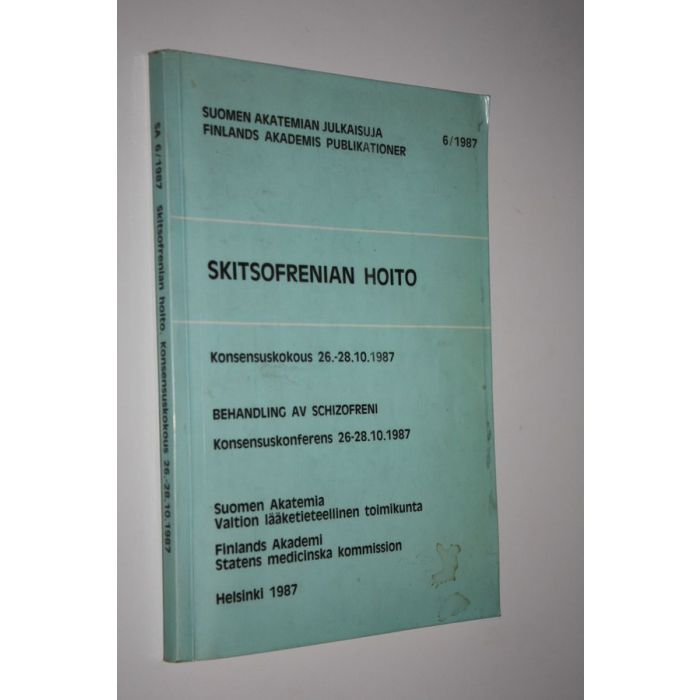 SUOMEN AKATEMIAN JULKAISUJA
FINLANDS AKADEMIS PUBLIKATIONER 6/1987
SKITSOFRENIAN HOITO
Konsensuskokous 26.-28.10.1987
BEHANDLING AV SCHIZOFRENI
Konsensuskonferens 26-28.10.1987
Suomen Akatemia
Valtion lääketieteellinen toimikunta
Finlands Akademi
Statens medicinska kommission
Helsinki 1987
SA 6/1987 Skitsofrenian hoito. Konsensuskokous 26.-28.10.1987